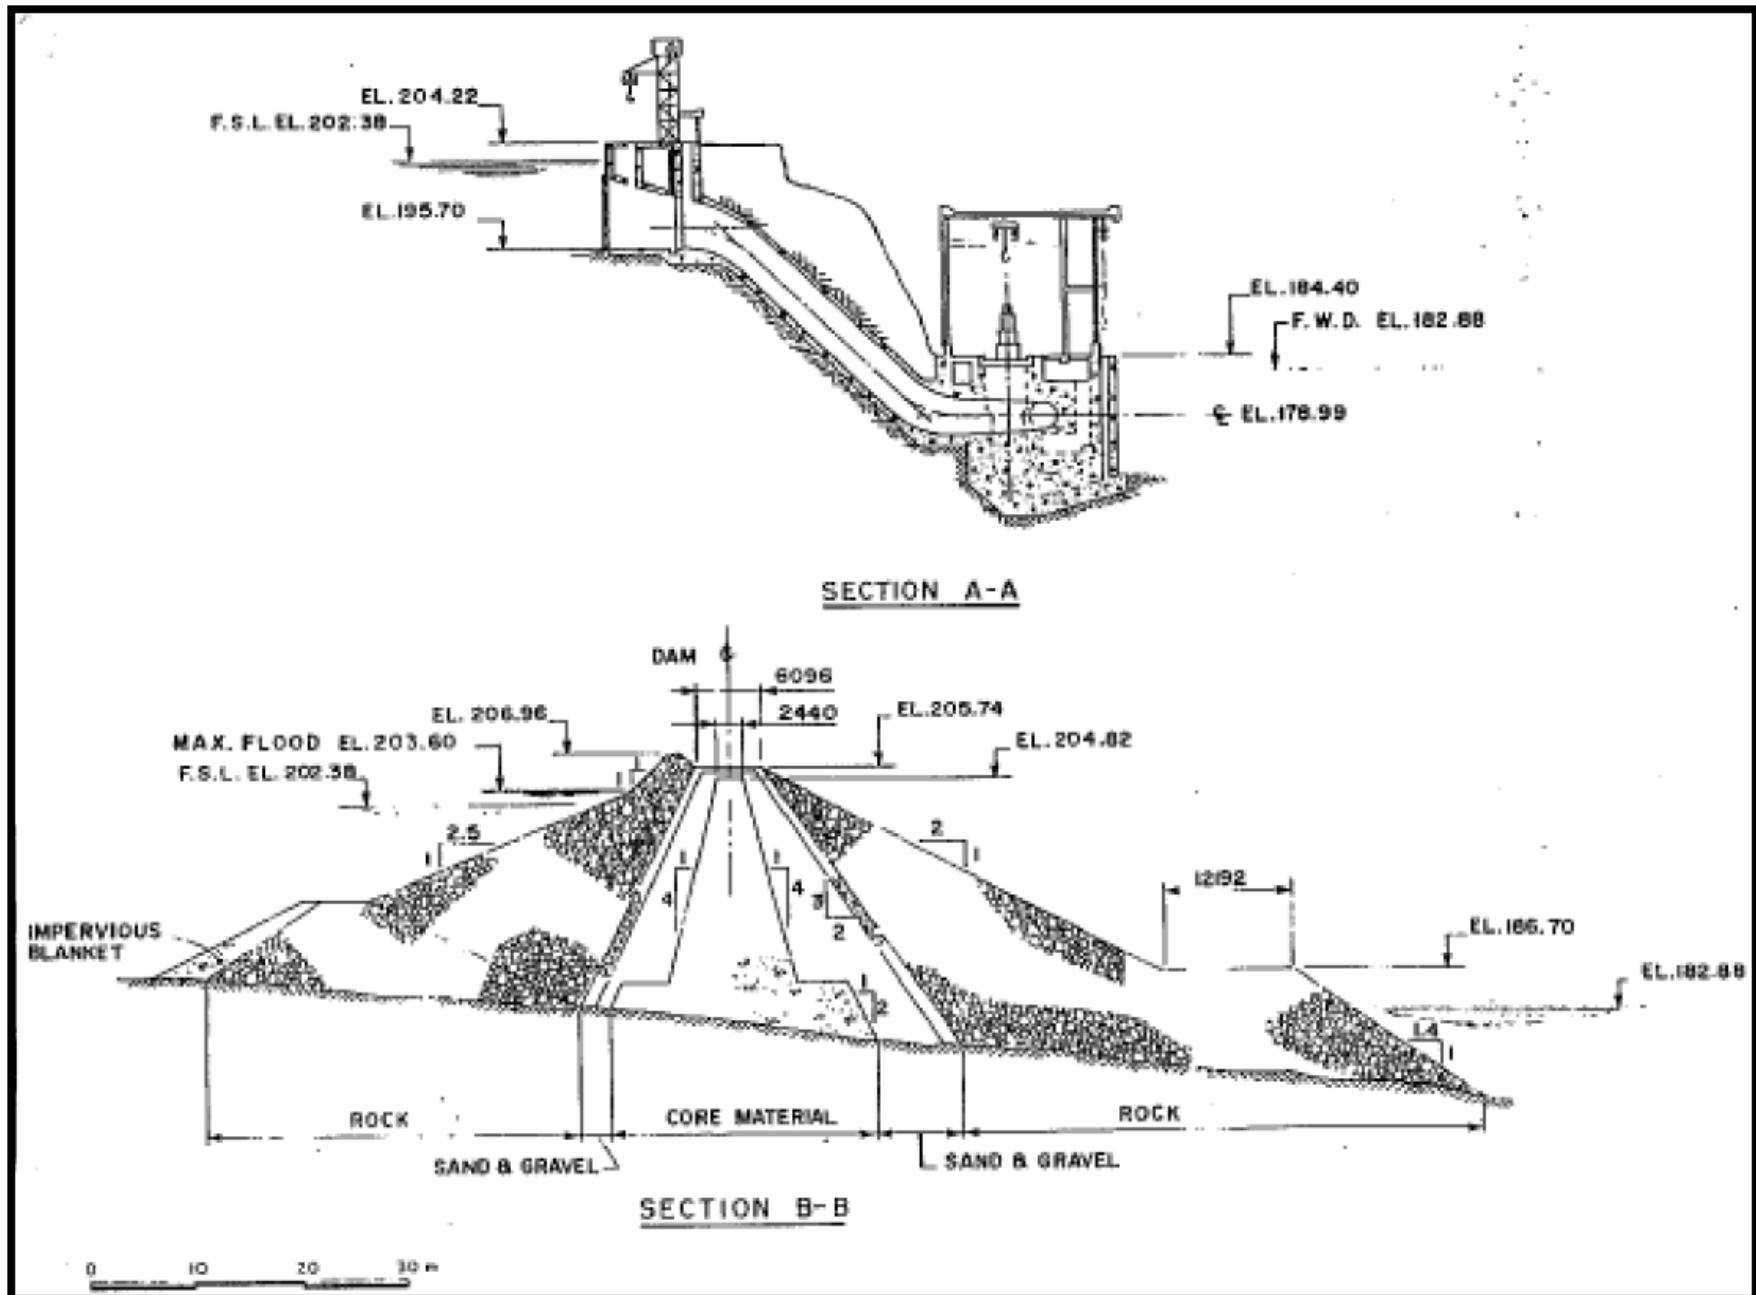 EL. 204.22
F.S.L. EL. 202.38
EL. 195.70
EL. 184.40
F.W.D. EL. 182.88
℄ EL. 178.99
SECTION A-A
DAM ℄
6096
2440
EL. 206.96
EL. 205.74
MAX. FLOOD EL. 203.60
EL. 204.82
F.S.L. EL. 202.38
1
2.5
1
2
1
12192
1
4
1
4
3
2
IMPERVIOUS
BLANKET
EL. 186.70
EL. 182.88
1
2
1.4
1
ROCK
CORE MATERIAL
ROCK
SAND & GRAVEL
SAND & GRAVEL
SECTION B-B
0 10 20 30 m